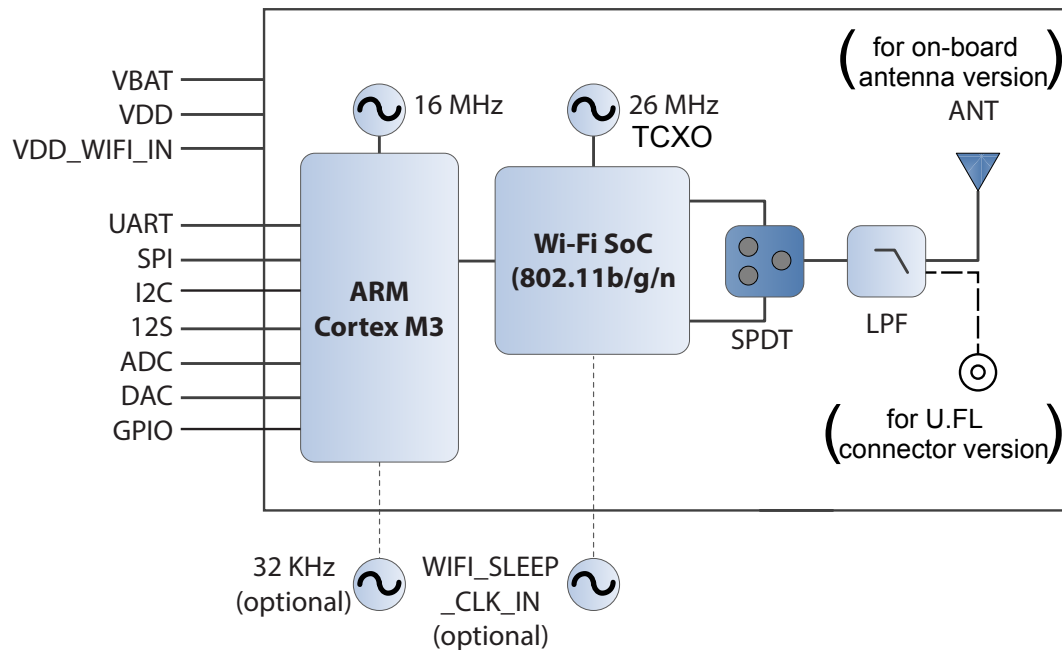 (for on-board
antenna version)
ANT
VBAT
VDD
VDD_WIFI_IN
16 MHz
26 MHz
TCXO
UART
SPI
I2C
12S
ADC
DAC
GPIO
ARM
Cortex M3
Wi-Fi SoC
(802.11b/g/n
SPDT
LPF
(for U.FL
connector version)
32 KHz
(optional)
WIFI_SLEEP
_CLK_IN
(optional)